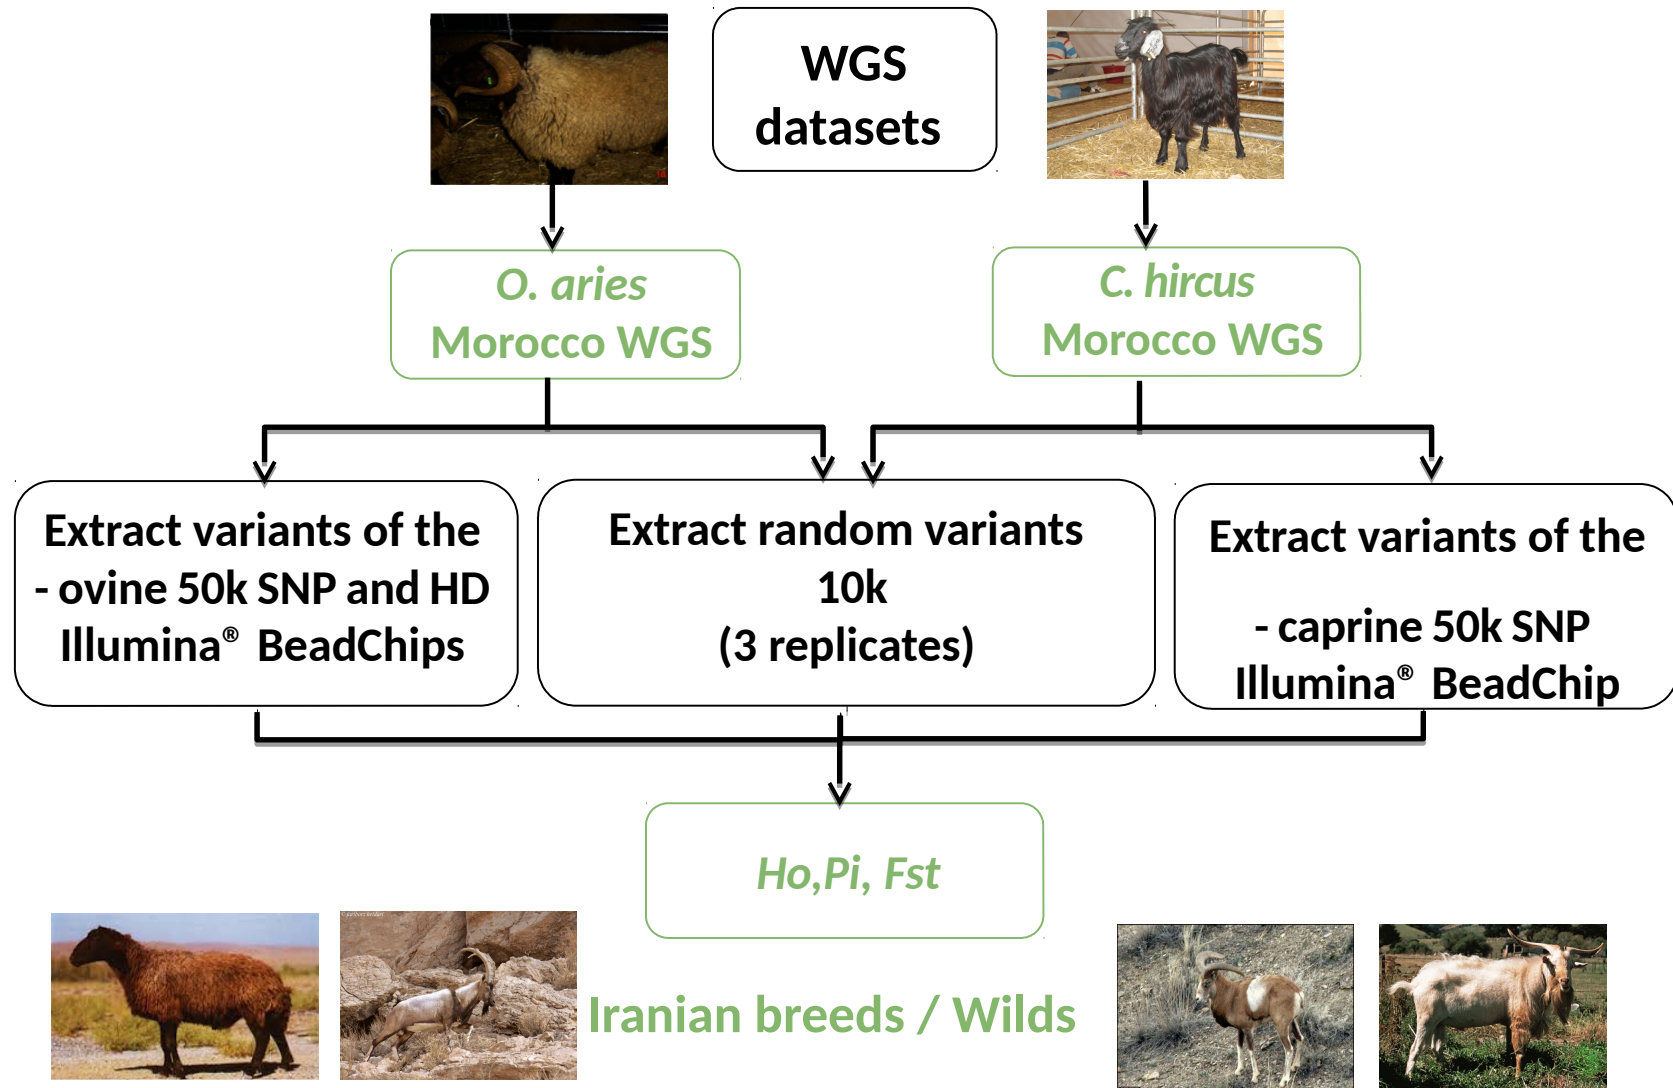 WGS
datasets
O. aries
Morocco WGS
C. hircus
Morocco WGS
Extract variants of the
- ovine 50k SNP and HD
Illumina® BeadChips
Extract random variants
10k
(3 replicates)
Extract variants of the
- caprine 50k SNP
Illumina® BeadChip
Ho,Pi, Fst
Iranian breeds / Wilds